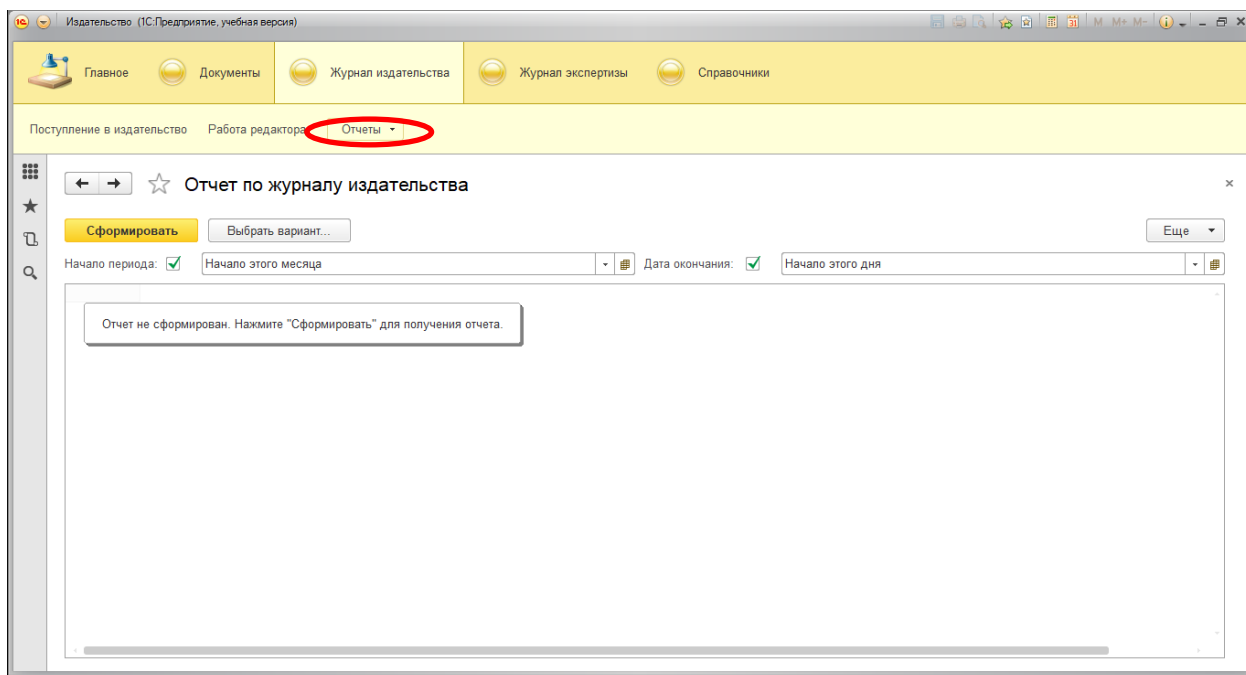 1С Издательство (1С:Предприятие, учебная версия) 31 M M+ M-
Главное Документы Журнал издательства Журнал экспертизы Справочники
Поступление в издательство Работа редактора Отчеты
Отчет по журналу издательства
Сформировать Выбрать вариант... Еще
Начало периода: Начало этого месяца Дата окончания: Начало этого дня
Отчет не сформирован. Нажмите "Сформировать" для получения отчета.